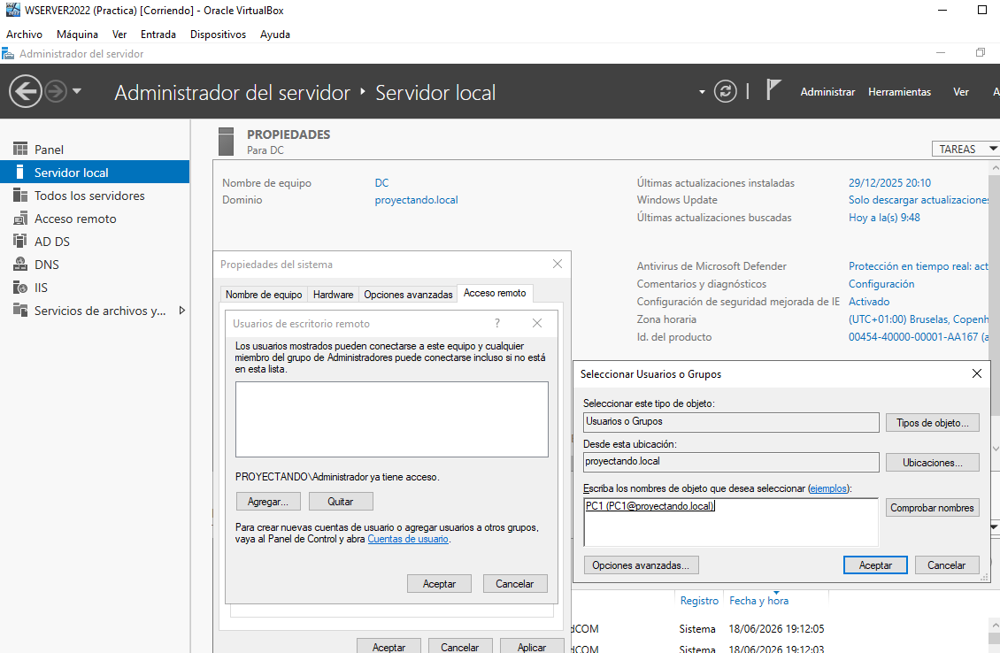 WSERVER2022 (Practica) [Corriendo] - Oracle VirtualBox
Archivo Máquina Ver Entrada Dispositivos Ayuda
Administrador del servidor
Administrador del servidor ‣ Servidor local
Administrar Herramientas Ver A
Panel
Servidor local
Todos los servidores
Acceso remoto
AD DS
DNS
IIS
Servicios de archivos y...
PROPIEDADES
Para DC
TAREAS
Nombre de equipo DC
Dominio proyectando.local
Últimas actualizaciones instaladas 29/12/2025 20:10
Windows Update Solo descargar actualizaciones
Últimas actualizaciones buscadas Hoy a la(s) 9:48
Antivirus de Microsoft Defender Protección en tiempo real: act
Comentarios y diagnósticos Configuración
Configuración de seguridad mejorada de IE Activado
Zona horaria (UTC+01:00) Bruselas, Copenh
Id. del producto 00454-40000-00001-AA167 (a
Propiedades del sistema
Nombre de equipo Hardware Opciones avanzadas Acceso remoto
Usuarios de escritorio remoto ?
Los usuarios mostrados pueden conectarse a este equipo y cualquier
miembro del grupo de Administradores puede conectarse incluso si no está
en esta lista.
PROYECTANDO\Administrador ya tiene acceso.
Agregar... Quitar
Para crear nuevas cuentas de usuario o agregar usuarios a otros grupos,
vaya al Panel de Control y abra Cuentas de usuario.
Aceptar Cancelar
Aceptar Cancelar Aplicar
Seleccionar Usuarios o Grupos
Seleccionar este tipo de objeto:
Usuarios o Grupos Tipos de objeto...
Desde esta ubicación:
proyectando.local Ubicaciones...
Escriba los nombres de objeto que desea seleccionar (ejemplos):
PC1 (PC1@proyectando.local) Comprobar nombres
Opciones avanzadas... Aceptar Cancelar
Registro Fecha y hora
dCOM Sistema 18/06/2026 19:12:05
dCOM Sistema 18/06/2026 19:12:03